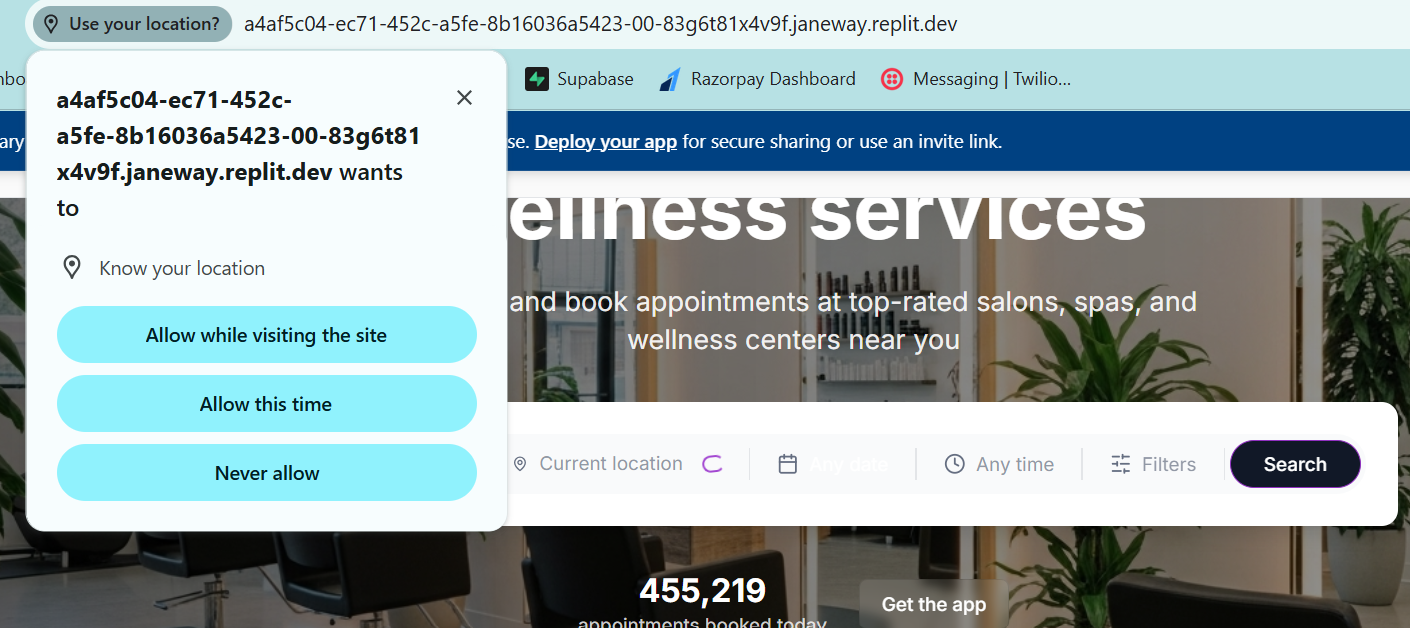 Use your location? a4af5c04-ec71-452c-a5fe-8b16036a5423-00-83g6t81x4v9f.janeway.replit.dev
Supabase Razorpay Dashboard Messaging | Twilio...
a4af5c04-ec71-452c-
a5fe-8b16036a5423-00-83g6t81
x4v9f.janeway.replit.dev wants
to
Know your location
Allow while visiting the site
Allow this time
Never allow
se. Deploy your app for secure sharing or use an invite link.
ellness services
and book appointments at top-rated salons, spas, and
wellness centers near you
Current location Any date Any time Filters Search
455,219
appointments booked today
Get the app